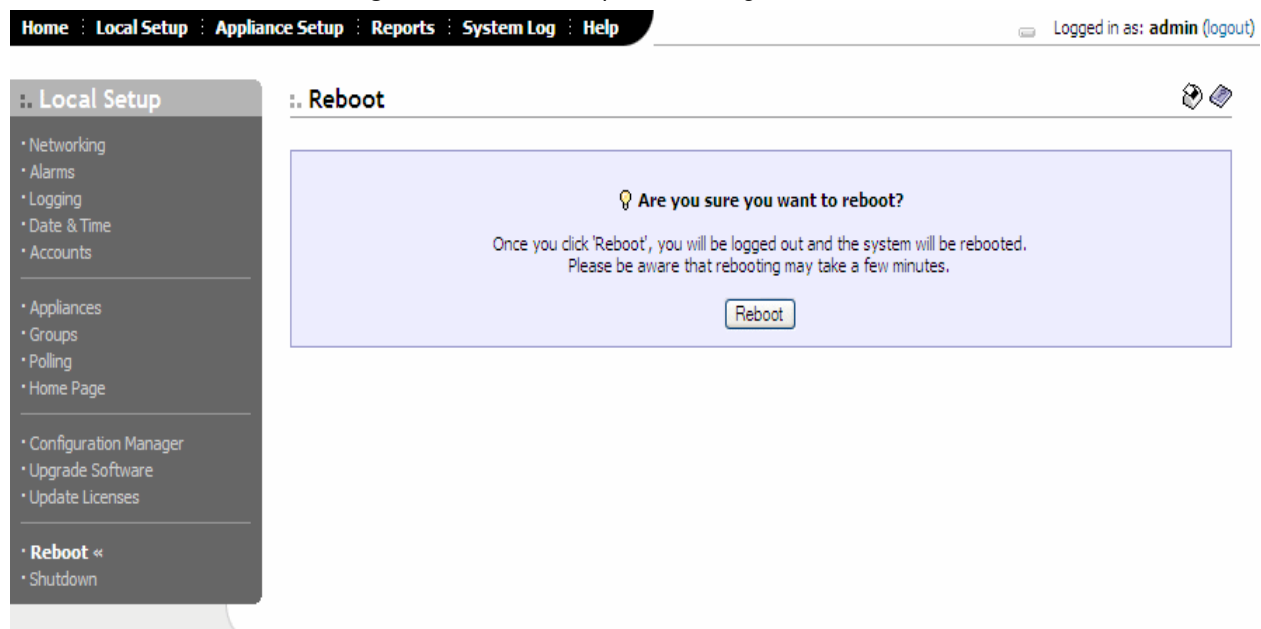 Home Local Setup Appliance Setup Reports System Log Help
Logged in as: admin (logout)
:. Local Setup
· Networking
· Alarms
· Logging
· Date & Time
· Accounts
· Appliances
· Groups
· Polling
· Home Page
· Configuration Manager
· Upgrade Software
· Update Licenses
· Reboot «
· Shutdown
:. Reboot
Are you sure you want to reboot?
Once you click 'Reboot', you will be logged out and the system will be rebooted.
Please be aware that rebooting may take a few minutes.
Reboot